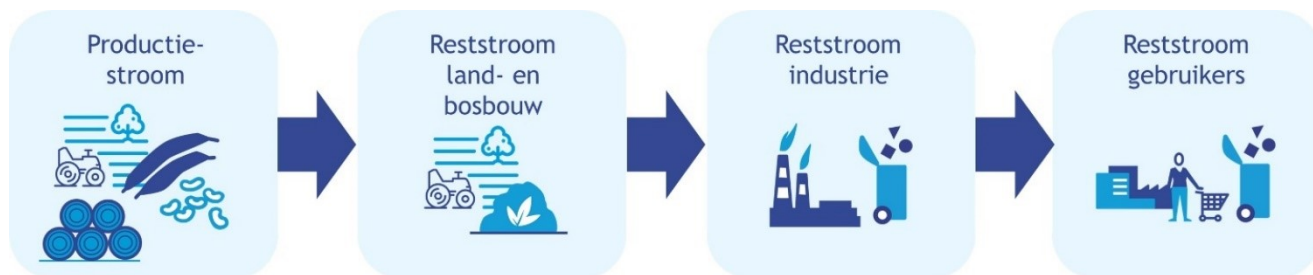 Productie-
stroom
Reststroom
land- en
bosbouw
Reststroom
industrie
Reststroom
gebruikers